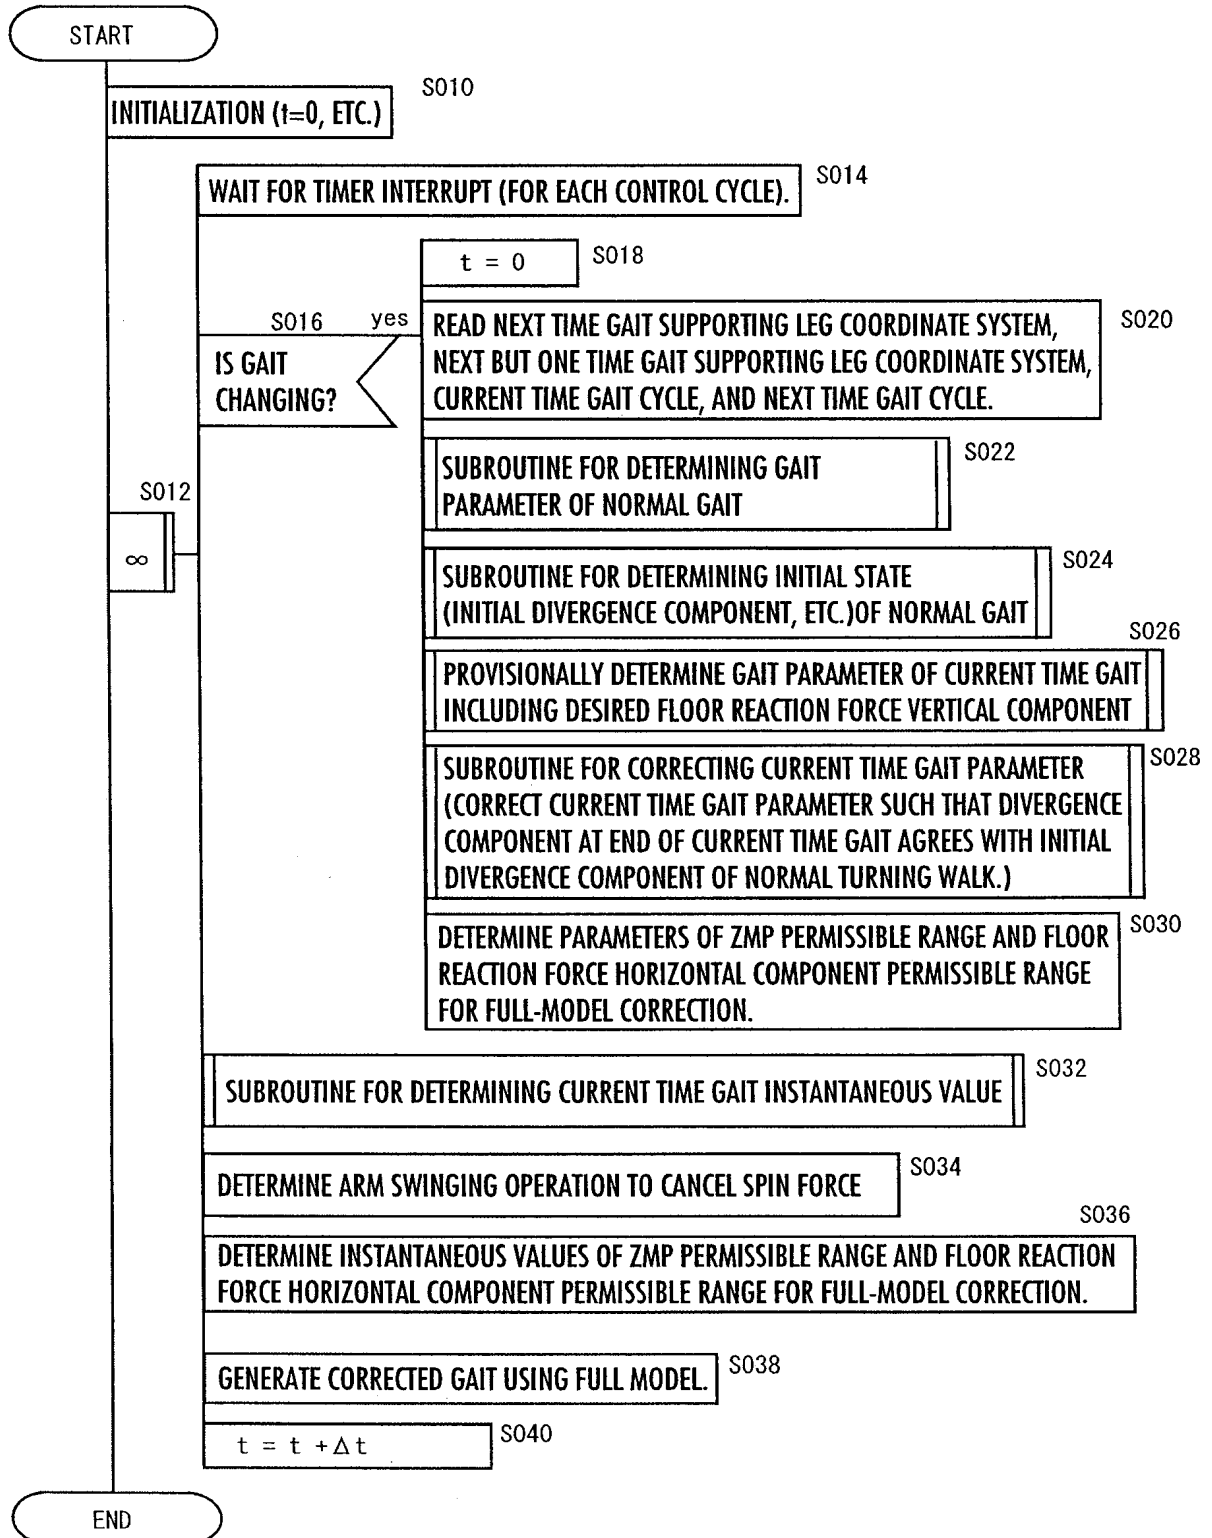 START
S010
INITIALIZATION (t=0, ETC.)
S014
WAIT FOR TIMER INTERRUPT (FOR EACH CONTROL CYCLE).
t = 0
S018
S016
yes
IS GAIT
CHANGING?
READ NEXT TIME GAIT SUPPORTING LEG COORDINATE SYSTEM,
NEXT BUT ONE TIME GAIT SUPPORTING LEG COORDINATE SYSTEM,
CURRENT TIME GAIT CYCLE, AND NEXT TIME GAIT CYCLE.
S020
SUBROUTINE FOR DETERMINING GAIT
PARAMETER OF NORMAL GAIT
S022
S012
∞
SUBROUTINE FOR DETERMINING INITIAL STATE
(INITIAL DIVERGENCE COMPONENT, ETC.)OF NORMAL GAIT
S024
S026
PROVISIONALLY DETERMINE GAIT PARAMETER OF CURRENT TIME GAIT
INCLUDING DESIRED FLOOR REACTION FORCE VERTICAL COMPONENT
S028
SUBROUTINE FOR CORRECTING CURRENT TIME GAIT PARAMETER
(CORRECT CURRENT TIME GAIT PARAMETER SUCH THAT DIVERGENCE
COMPONENT AT END OF CURRENT TIME GAIT AGREES WITH INITIAL
DIVERGENCE COMPONENT OF NORMAL TURNING WALK.)
S030
DETERMINE PARAMETERS OF ZMP PERMISSIBLE RANGE AND FLOOR
REACTION FORCE HORIZONTAL COMPONENT PERMISSIBLE RANGE
FOR FULL-MODEL CORRECTION.
S032
SUBROUTINE FOR DETERMINING CURRENT TIME GAIT INSTANTANEOUS VALUE
S034
DETERMINE ARM SWINGING OPERATION TO CANCEL SPIN FORCE
S036
DETERMINE INSTANTANEOUS VALUES OF ZMP PERMISSIBLE RANGE AND FLOOR REACTION
FORCE HORIZONTAL COMPONENT PERMISSIBLE RANGE FOR FULL-MODEL CORRECTION.
S038
GENERATE CORRECTED GAIT USING FULL MODEL.
S040
t = t +Δt
END